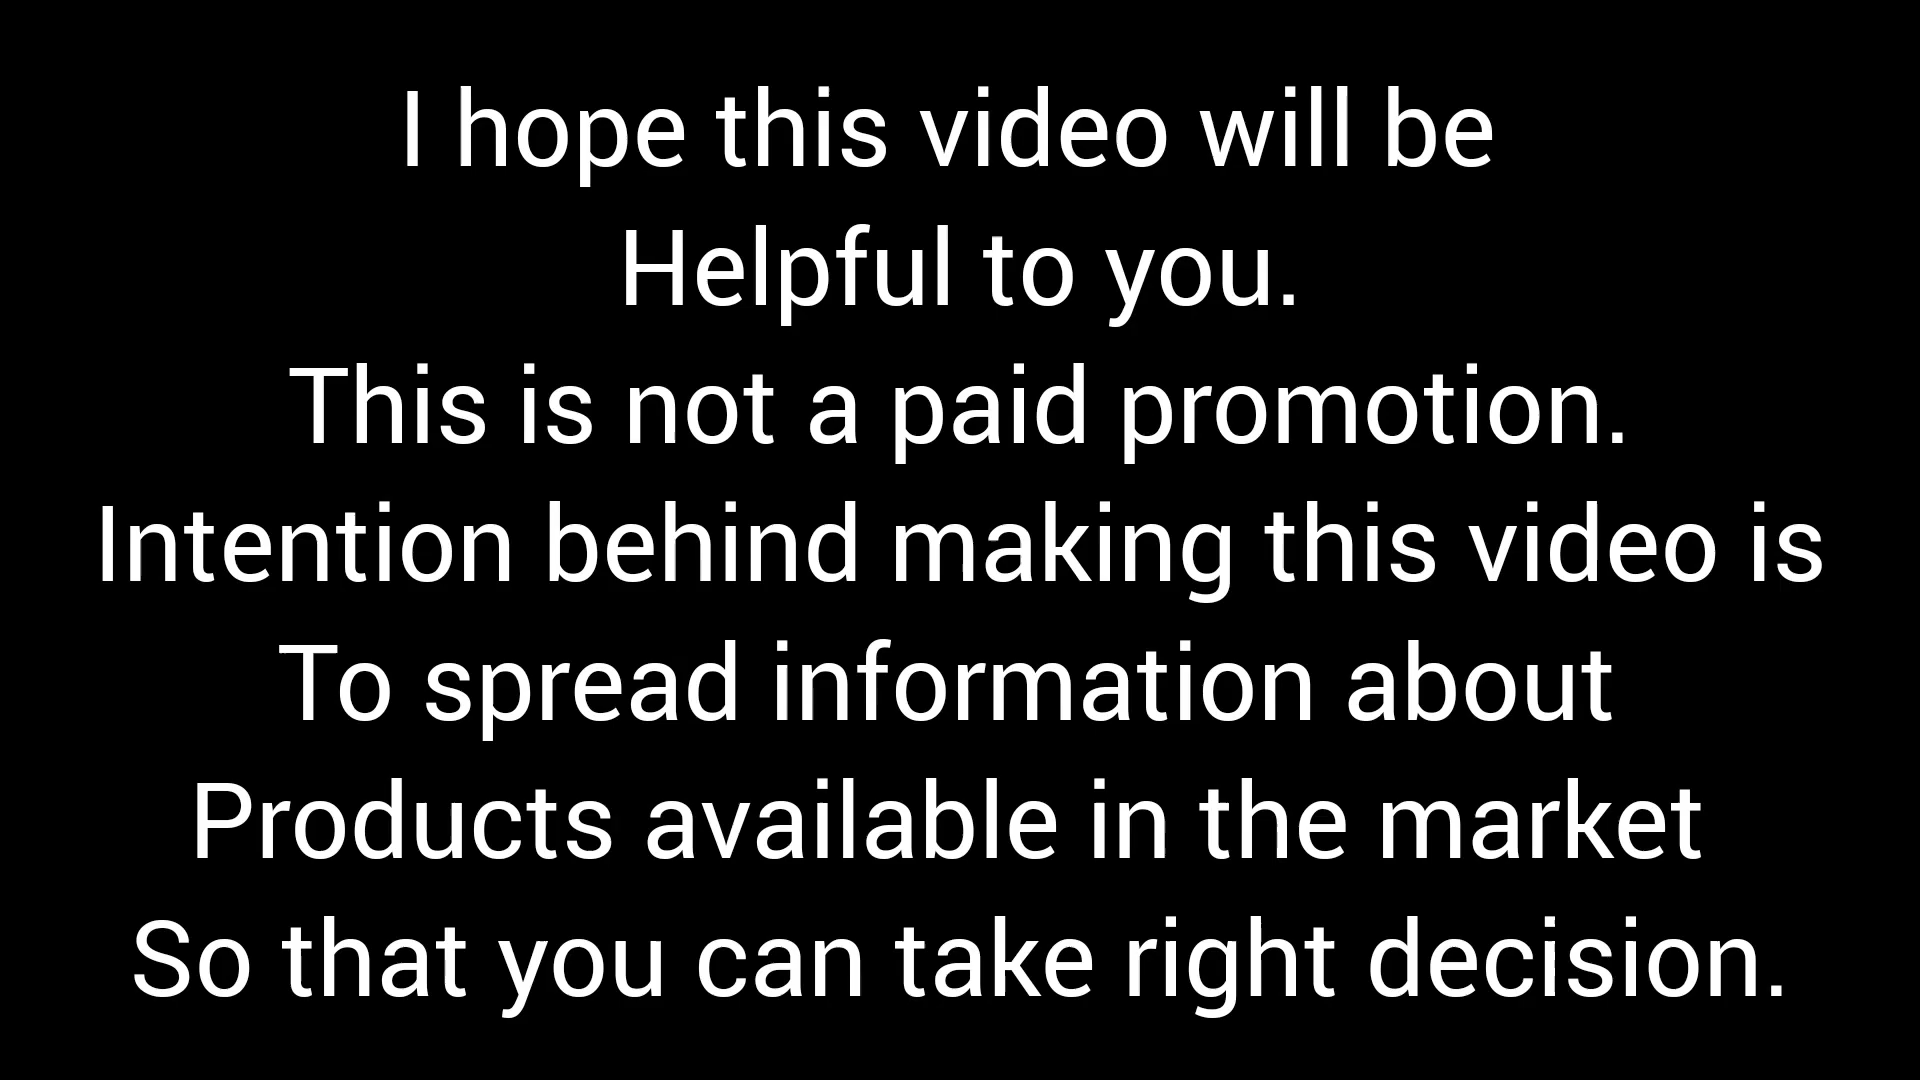 I hope this video will be
Helpful to you.
This is not a paid promotion.
Intention behind making this video is
To spread information about
Products available in the market
So that you can take right decision.